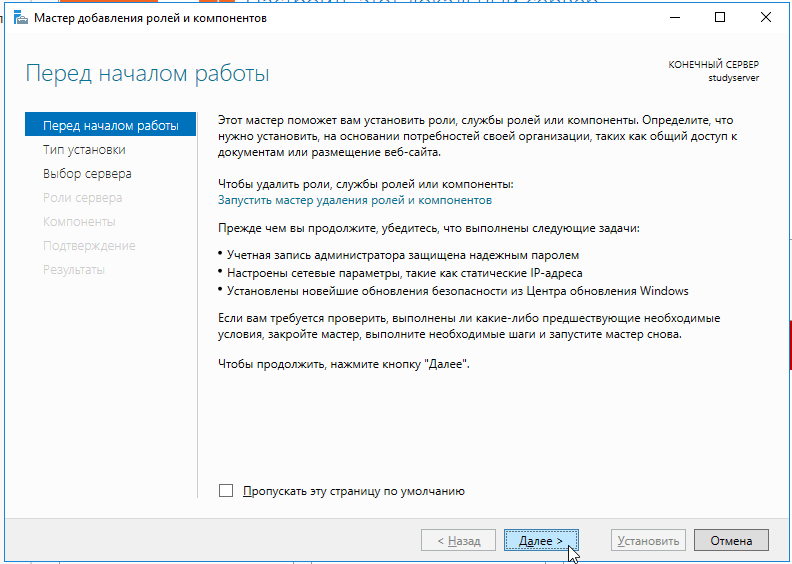 Мастер добавления ролей и компонентов
Перед началом работы
КОНЕЧНЫЙ СЕРВЕР
studyserver
Перед началом работы
Тип установки
Выбор сервера
Роли сервера
Компоненты
Подтверждение
Результаты
Этот мастер поможет вам установить роли, службы ролей или компоненты. Определите, что
нужно установить, на основании потребностей своей организации, таких как общий доступ к
документам или размещение веб-сайта.
Чтобы удалить роли, службы ролей или компоненты:
Запустить мастер удаления ролей и компонентов
Прежде чем вы продолжите, убедитесь, что выполнены следующие задачи:
• Учетная запись администратора защищена надежным паролем
• Настроены сетевые параметры, такие как статические IP-адреса
• Установлены новейшие обновления безопасности из Центра обновления Windows
Если вам требуется проверить, выполнены ли какие-либо предшествующие необходимые
условия, закройте мастер, выполните необходимые шаги и запустите мастер снова.
Чтобы продолжить, нажмите кнопку "Далее".
Пропускать эту страницу по умолчанию
< Назад
Далее >
Установить
Отмена